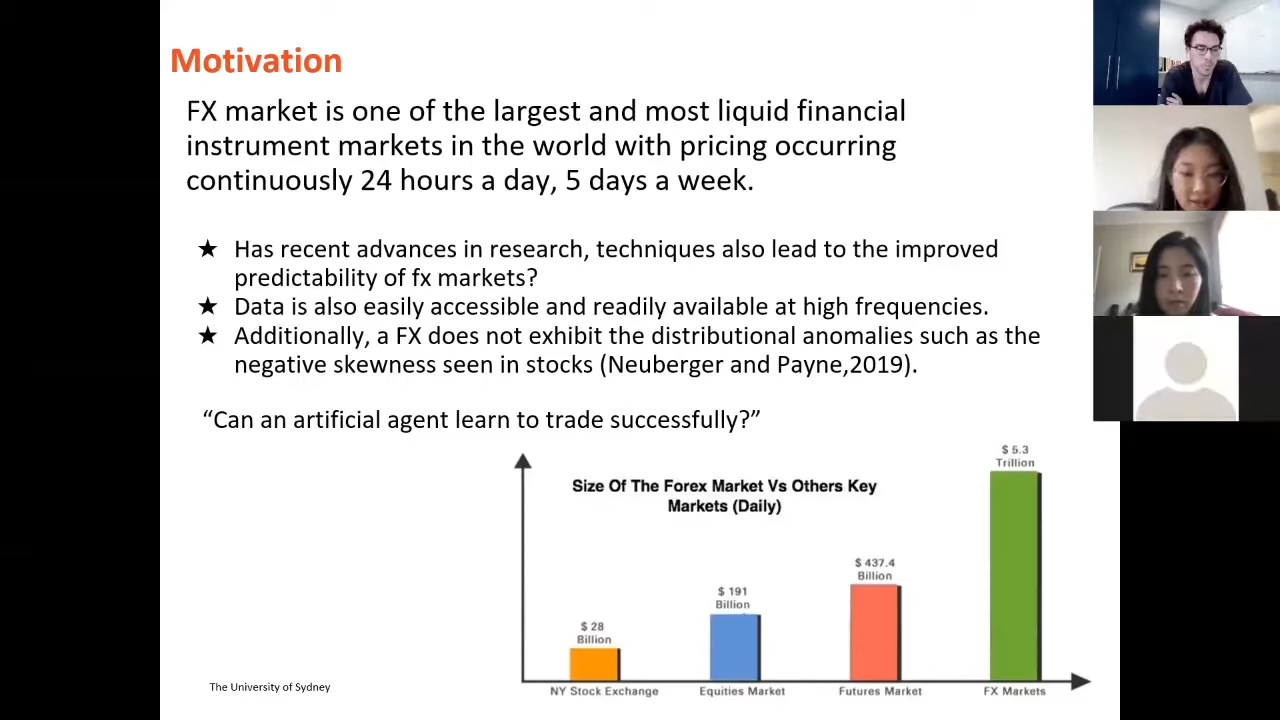 Motivation
FX market is one of the largest and most liquid financial
instrument markets in the world with pricing occurring
continuously 24 hours a day, 5 days a week.
★ Has recent advances in research, techniques also lead to the improved
predictability of fx markets?
★ Data is also easily accessible and readily available at high frequencies.
★ Additionally, a FX does not exhibit the distributional anomalies such as the
negative skewness seen in stocks (Neuberger and Payne,2019).
“Can an artificial agent learn to trade successfully?”
Size Of The Forex Market Vs Others Key
Markets (Daily)
$ 28
Billion
$ 191
Billion
$ 437.4
Billion
$ 5.3
Trillion
NY Stock Exchange
Equities Market
Futures Market
FX Markets
The University of Sydney